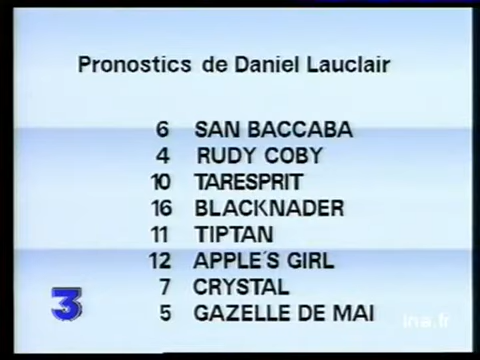 Pronostics de Daniel Lauclair
6 SAN BACCABA
4 RUDY COBY
10 TARESPRIT
16 BLACKNADER
11 TIPTAN
12 APPLE´S GIRL
7 CRYSTAL
5 GAZELLE DE MAI
3
ina.fr